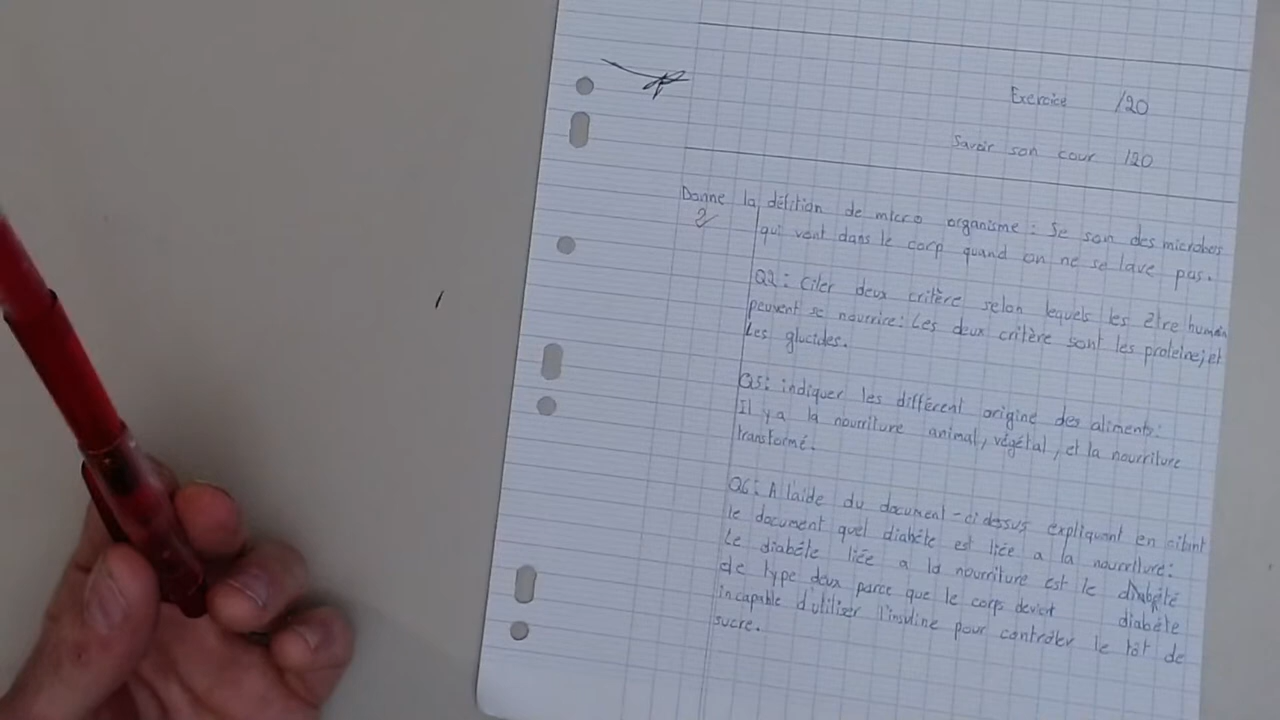 Exercice /20
Savoir son cour /20
Donne la défition de micro organisme : Se son des microbes
qui vont dans le corp quand on ne se lave pas.
Q2 : Citer deux critère selon lequels les être humain
peuvent se nourrire : Les deux critère sont les proteine, et
Les glucides.
Q5 : indiquer les différent origine des aliments :
Il y a la nourriture animal, végétal, et la nourriture
transformé.
Q6 : A l'aide du document-ci dessus expliquant en citant
le document quel diabète est liée a la nourriture :
Le diabète liée a la nourriture est le diabète
de type deux parce que le corps devient diabète
incapable d'utiliser l'insuline pour contrôler le tôt de
sucre.